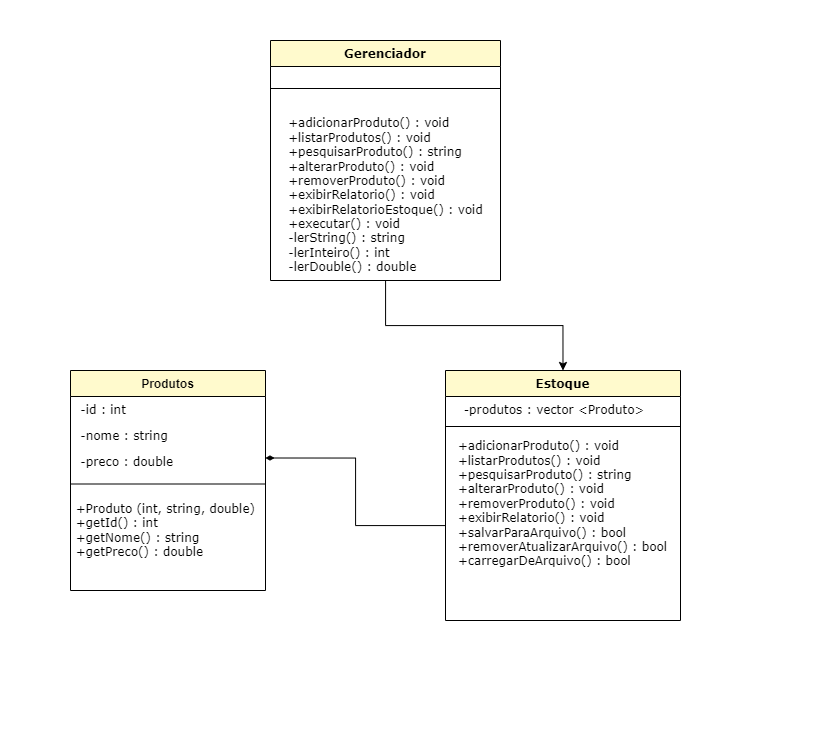 Gerenciador
+adicionarProduto() : void
+listarProdutos() : void
+pesquisarProduto() : string
+alterarProduto() : void
+removerProduto() : void
+exibirRelatorio() : void
+exibirRelatorioEstoque() : void
+executar() : void
-lerString() : string
-lerInteiro() : int
-lerDouble() : double
Produtos
-id : int
-nome : string
-preco : double
+Produto (int, string, double)
+getId() : int
+getNome() : string
+getPreco() : double
Estoque
-produtos : vector <Produto>
+adicionarProduto() : void
+listarProdutos() : void
+pesquisarProduto() : string
+alterarProduto() : void
+removerProduto() : void
+exibirRelatorio() : void
+salvarParaArquivo() : bool
+removerAtualizarArquivo() : bool
+carregarDeArquivo() : bool